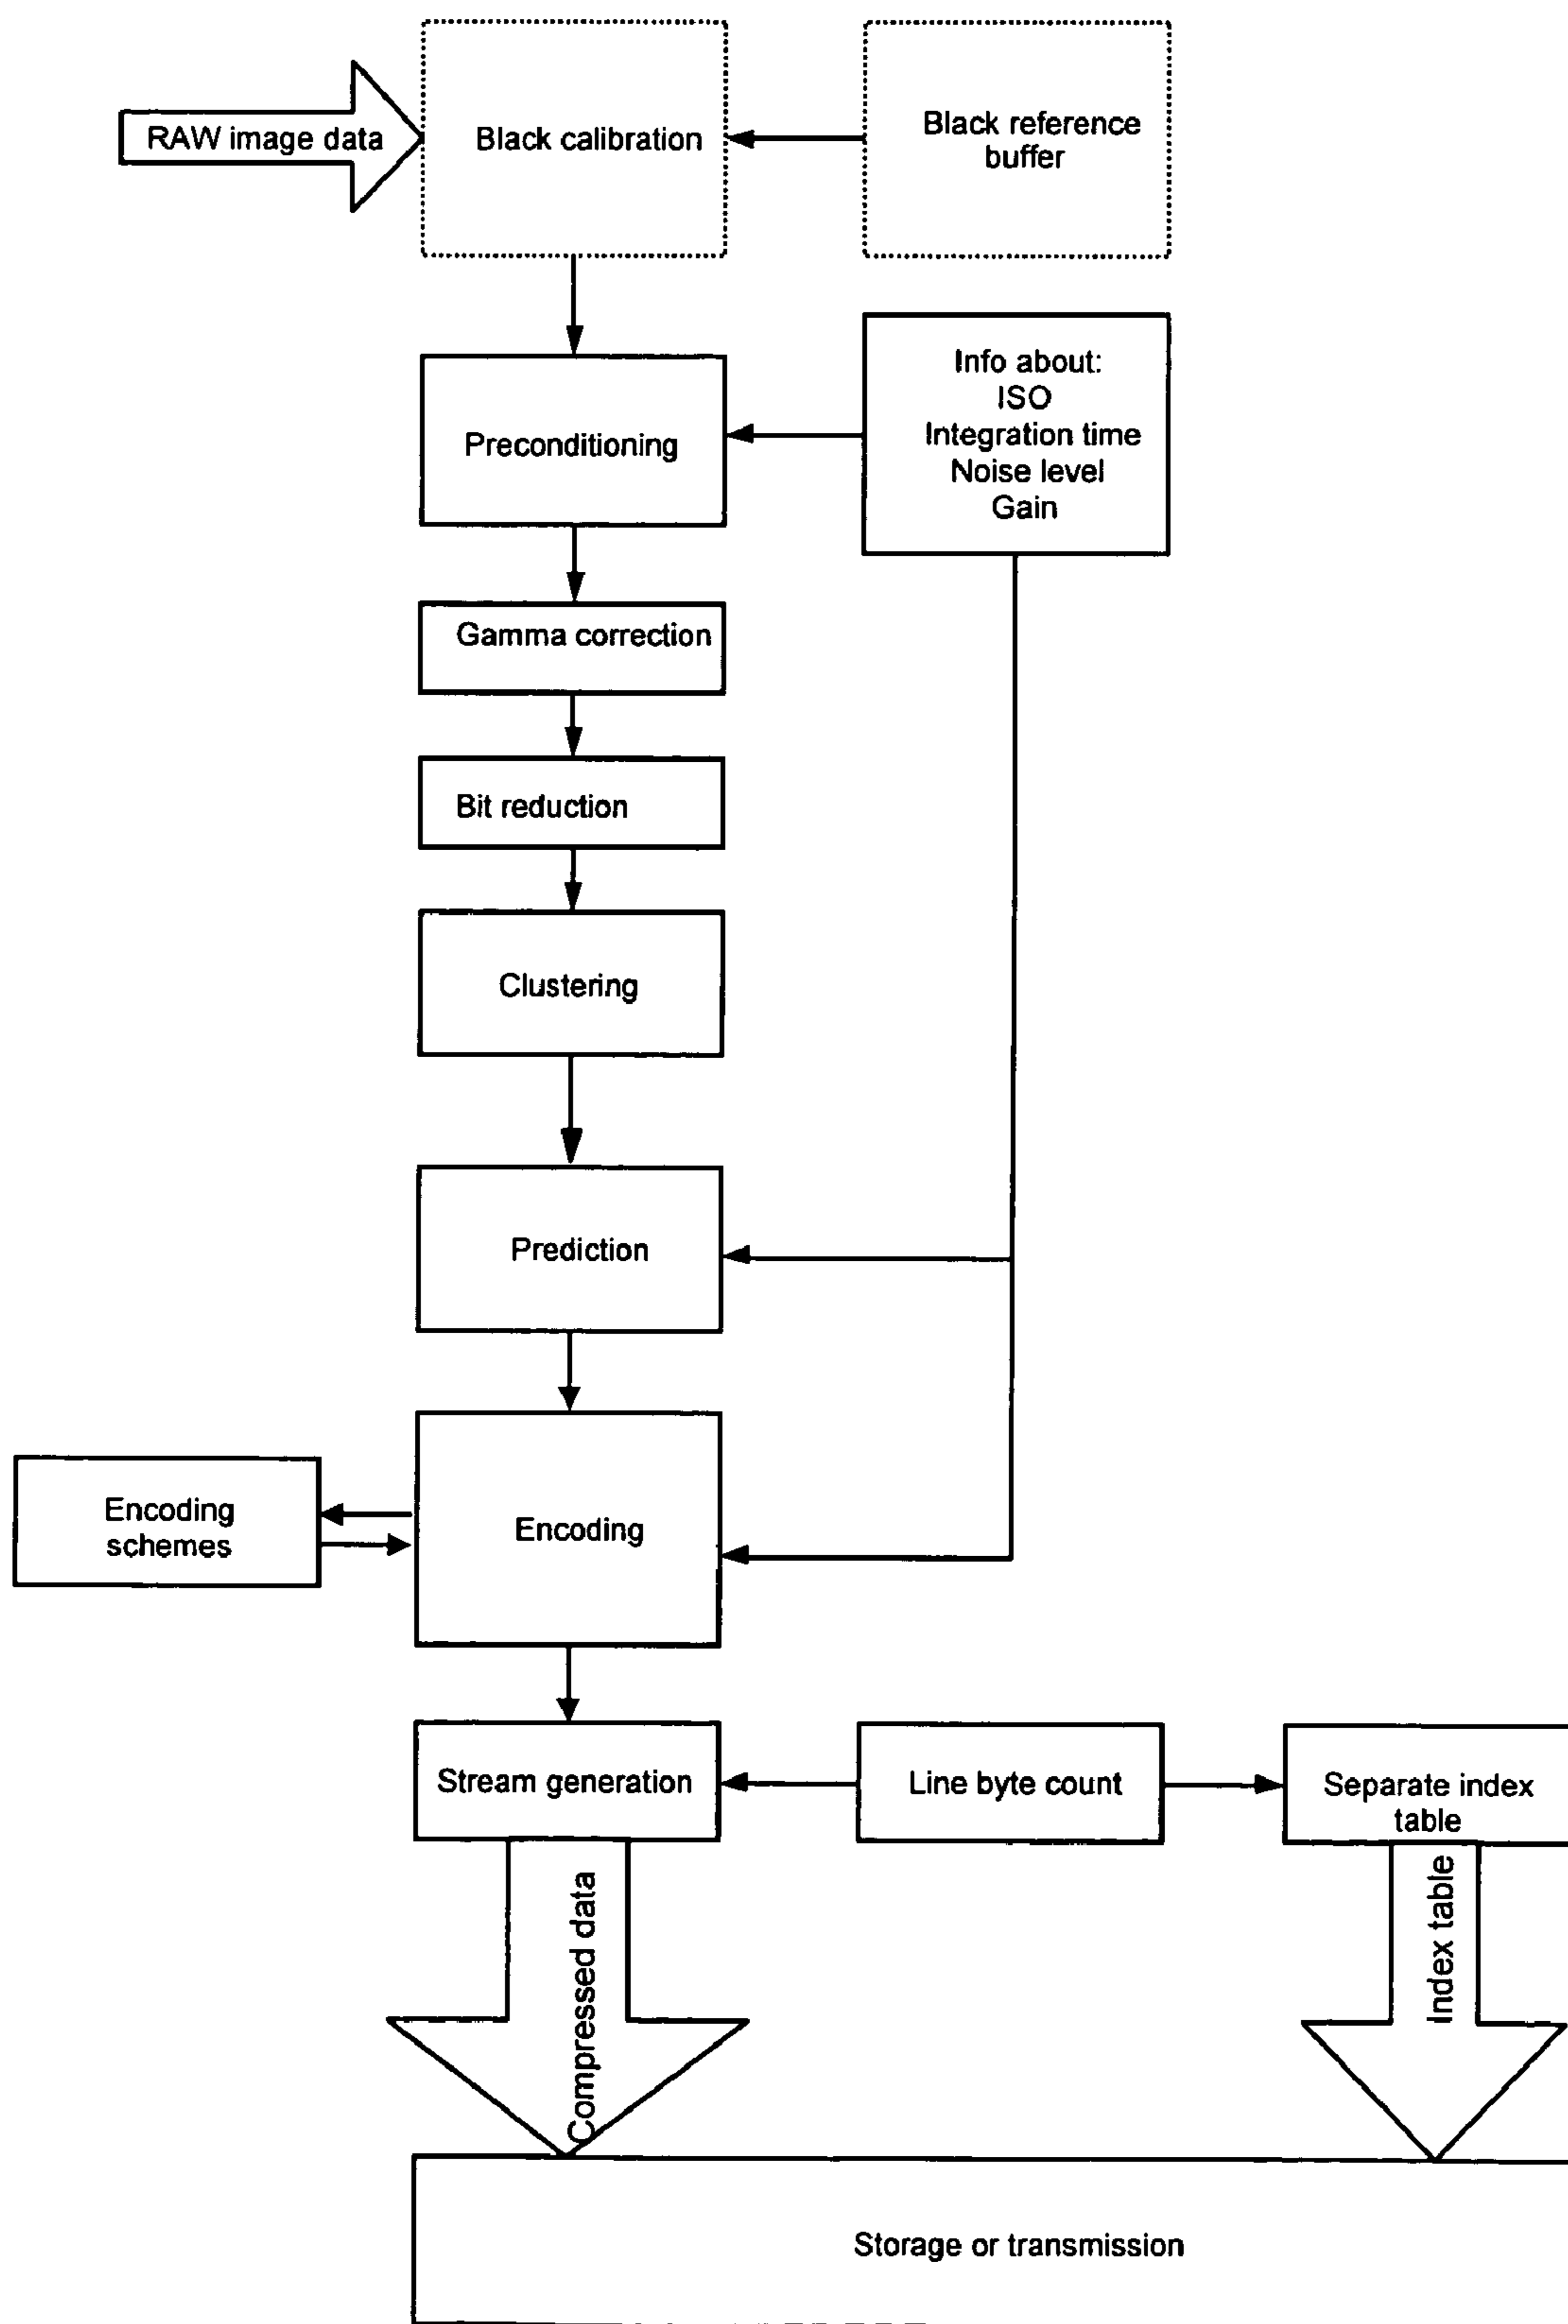 RAW image data
Black calibration
Black reference
buffer
Info about:
ISO
Integration time
Noise level
Gain
Preconditioning
Gamma correction
Bit reduction
Clustering
Prediction
Encoding
schemes
Encoding
Stream generation
Line byte count
Separate index
table
Compressed data
Index table
Storage or transmission